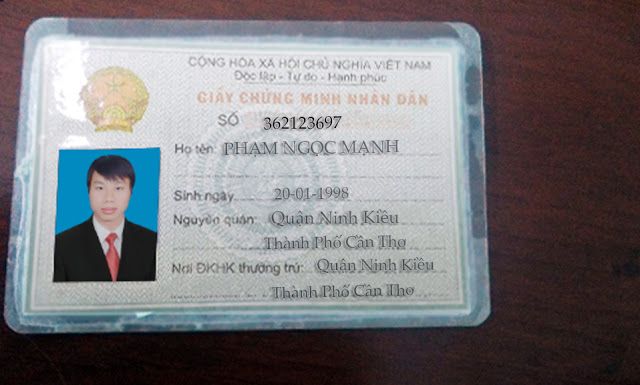 CỘNG HÒA XÃ HỘI CHỦ NGHĨA VIỆT NAM
Độc lập - Tự do - Hạnh phúc
GIẤY CHỨNG MINH NHÂN DÂN
SỐ 362123697
Họ tên: PHẠM NGỌC MẠNH
Sinh ngày 20-01-1998
Nguyên quán: Quận Ninh Kiều
Thành Phố Cần Thơ
Nơi ĐKHK thường trú: Quận Ninh Kiều
Thành Phố Cần Thơ